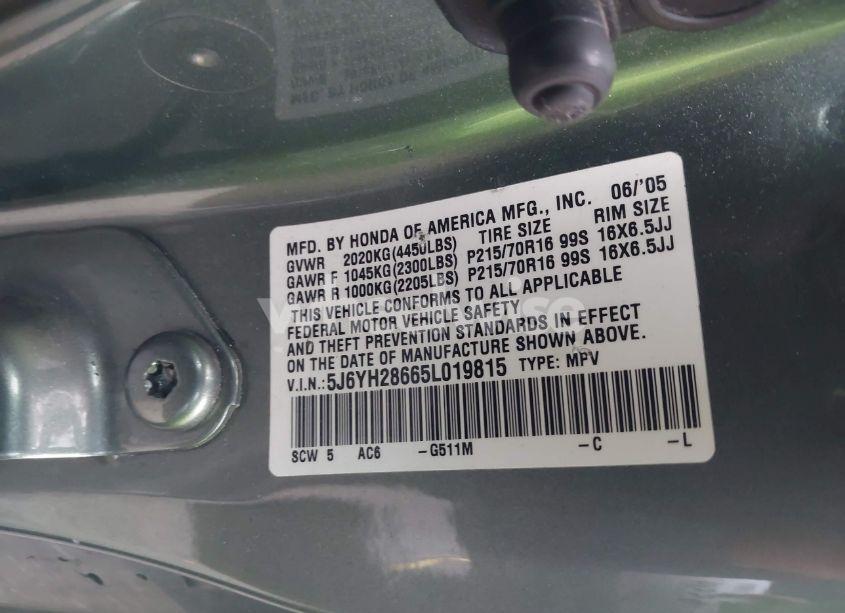 MFD. BY HONDA OF AMERICA MFG., INC. 06/'05
GVWR 2020KG(4450LBS) TIRE SIZE RIM SIZE
GAWR F 1045KG(2300LBS) P215/70R16 99S 16X6.5JJ
GAWR R 1000KG(2205LBS) P215/70R16 99S 16X6.5JJ
THIS VEHICLE CONFORMS TO ALL APPLICABLE
FEDERAL MOTOR VEHICLE SAFETY
AND THEFT PREVENTION STANDARDS IN EFFECT
ON THE DATE OF MANUFACTURE SHOWN ABOVE.
V.I.N.:5J6YH28665L019815 TYPE: MPV
SCW 5 AC6 -G511M -C -L